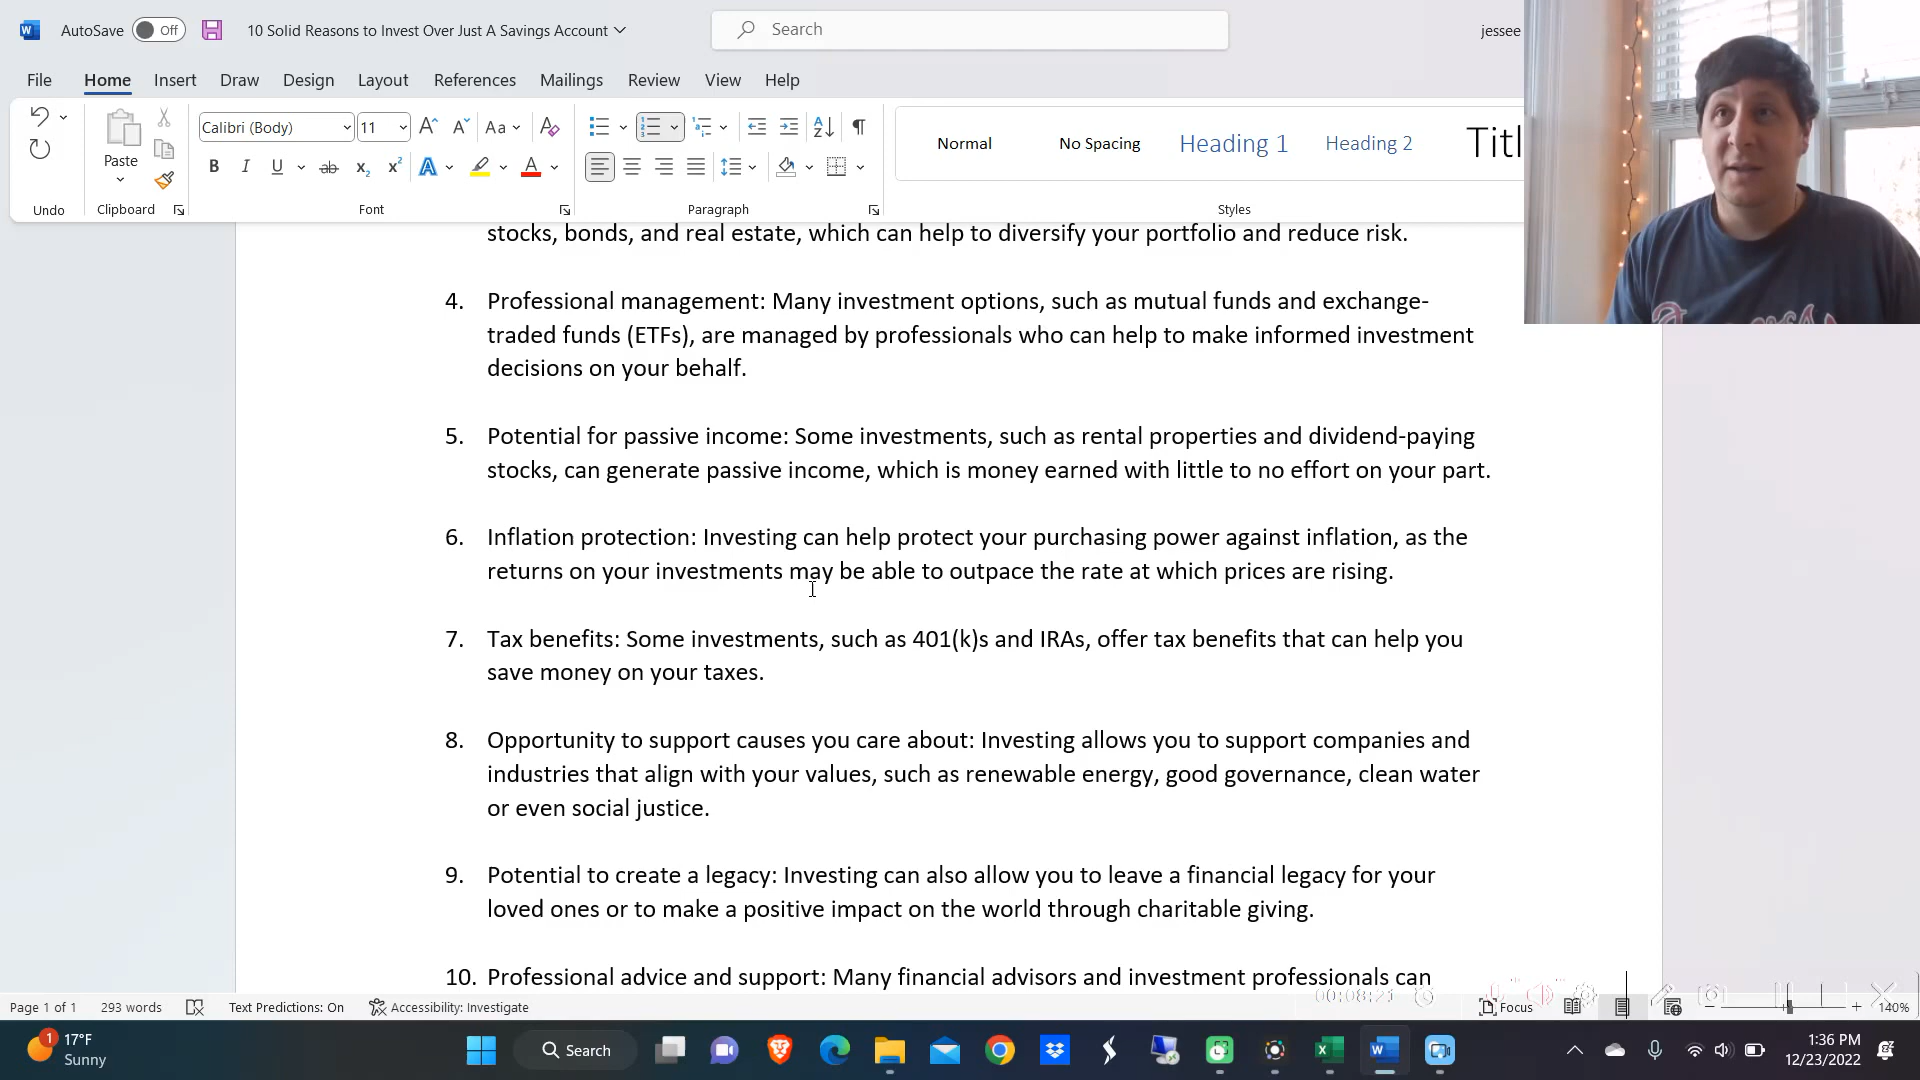 AutoSave Off 10 Solid Reasons to Invest Over Just A Savings Account Search jessee
File Home Insert Draw Design Layout References Mailings Review View Help
Calibri (Body) 11 Aa
Paste
B I U ab x₂ x² A A
Normal No Spacing Heading 1 Heading 2 Titl
Undo Clipboard Font Paragraph Styles
stocks, bonds, and real estate, which can help to diversify your portfolio and reduce risk.
4. Professional management: Many investment options, such as mutual funds and exchange-
traded funds (ETFs), are managed by professionals who can help to make informed investment
decisions on your behalf.
5. Potential for passive income: Some investments, such as rental properties and dividend-paying
stocks, can generate passive income, which is money earned with little to no effort on your part.
6. Inflation protection: Investing can help protect your purchasing power against inflation, as the
returns on your investments may be able to outpace the rate at which prices are rising.
7. Tax benefits: Some investments, such as 401(k)s and IRAs, offer tax benefits that can help you
save money on your taxes.
8. Opportunity to support causes you care about: Investing allows you to support companies and
industries that align with your values, such as renewable energy, good governance, clean water
or even social justice.
9. Potential to create a legacy: Investing can also allow you to leave a financial legacy for your
loved ones or to make a positive impact on the world through charitable giving.
10. Professional advice and support: Many financial advisors and investment professionals can
Page 1 of 1 293 words Text Predictions: On Accessibility: Investigate 00:08:21 Focus 140%
1 17°F
Sunny
Search
1:36 PM
12/23/2022